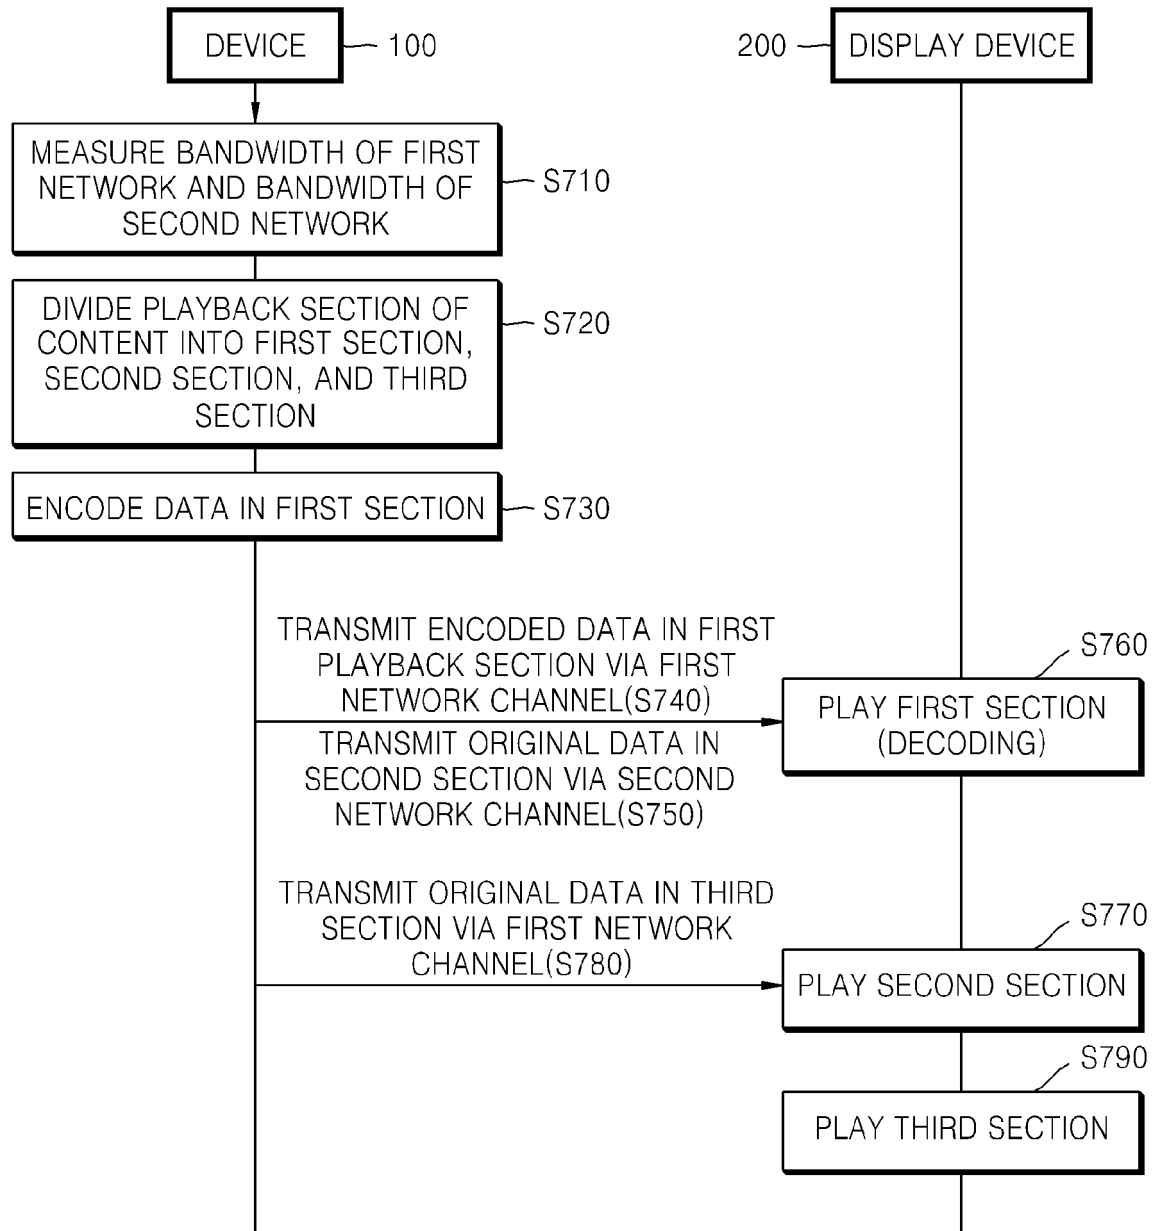 DEVICE
100
200
DISPLAY DEVICE
MEASURE BANDWIDTH OF FIRST
NETWORK AND BANDWIDTH OF
SECOND NETWORK
S710
DIVIDE PLAYBACK SECTION OF
CONTENT INTO FIRST SECTION,
SECOND SECTION, AND THIRD
SECTION
S720
ENCODE DATA IN FIRST SECTION
S730
TRANSMIT ENCODED DATA IN FIRST
PLAYBACK SECTION VIA FIRST
NETWORK CHANNEL(S740)
S760
PLAY FIRST SECTION
(DECODING)
TRANSMIT ORIGINAL DATA IN
SECOND SECTION VIA SECOND
NETWORK CHANNEL(S750)
TRANSMIT ORIGINAL DATA IN THIRD
SECTION VIA FIRST NETWORK
CHANNEL(S780)
S770
PLAY SECOND SECTION
S790
PLAY THIRD SECTION